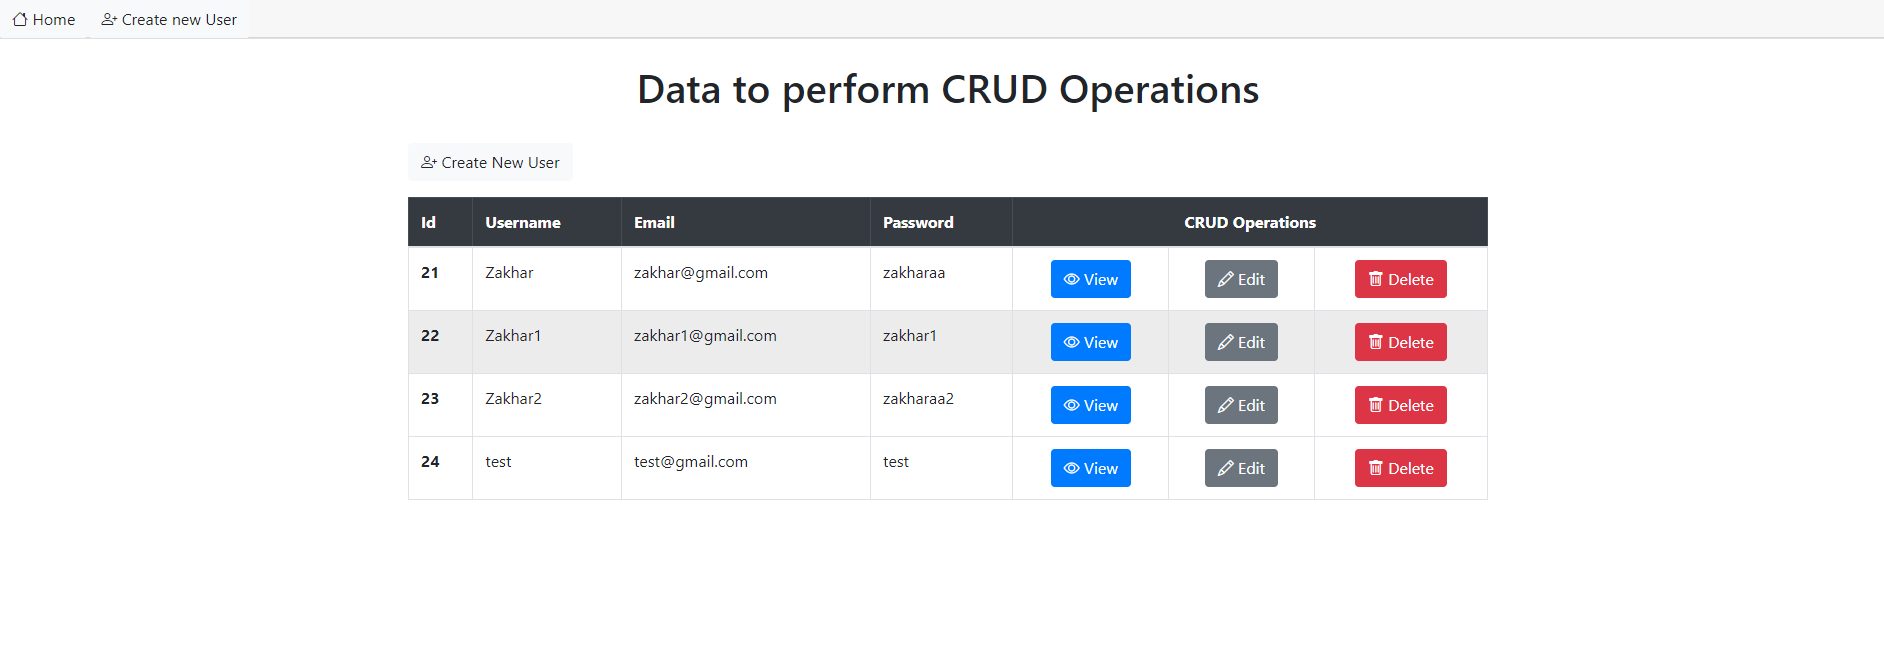 Home Create new User
Data to perform CRUD Operations
Create New User
Id Username Email Password CRUD Operations
21 Zakhar zakhar@gmail.com zakharaa View Edit Delete
22 Zakhar1 zakhar1@gmail.com zakhar1 View Edit Delete
23 Zakhar2 zakhar2@gmail.com zakharaa2 View Edit Delete
24 test test@gmail.com test View Edit Delete